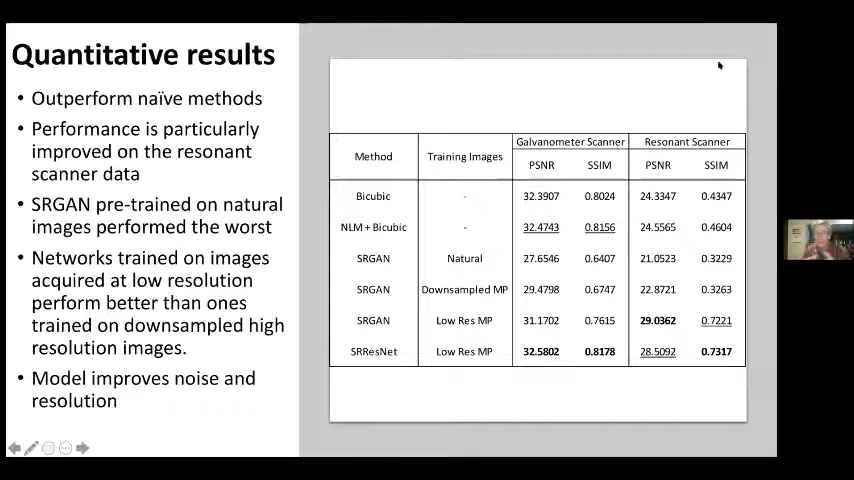 Quantitative results
• Outperform naïve methods
• Performance is particularly
improved on the resonant
scanner data
• SRGAN pre-trained on natural
images performed the worst
• Networks trained on images
acquired at low resolution
perform better than ones
trained on downsampled high
resolution images.
• Model improves noise and
resolution
Method Training Images Galvanometer Scanner Resonant Scanner
PSNR SSIM PSNR SSIM
Bicubic - 32.3907 0.8024 24.3347 0.4347
NLM + Bicubic - 32.4743 0.8156 24.5565 0.4604
SRGAN Natural 27.6546 0.6407 21.0523 0.3229
SRGAN Downsampled MP 29.4798 0.6747 22.8721 0.3263
SRGAN Low Res MP 31.1702 0.7615 29.0362 0.7221
SRResNet Low Res MP 32.5802 0.8178 28.5092 0.7317